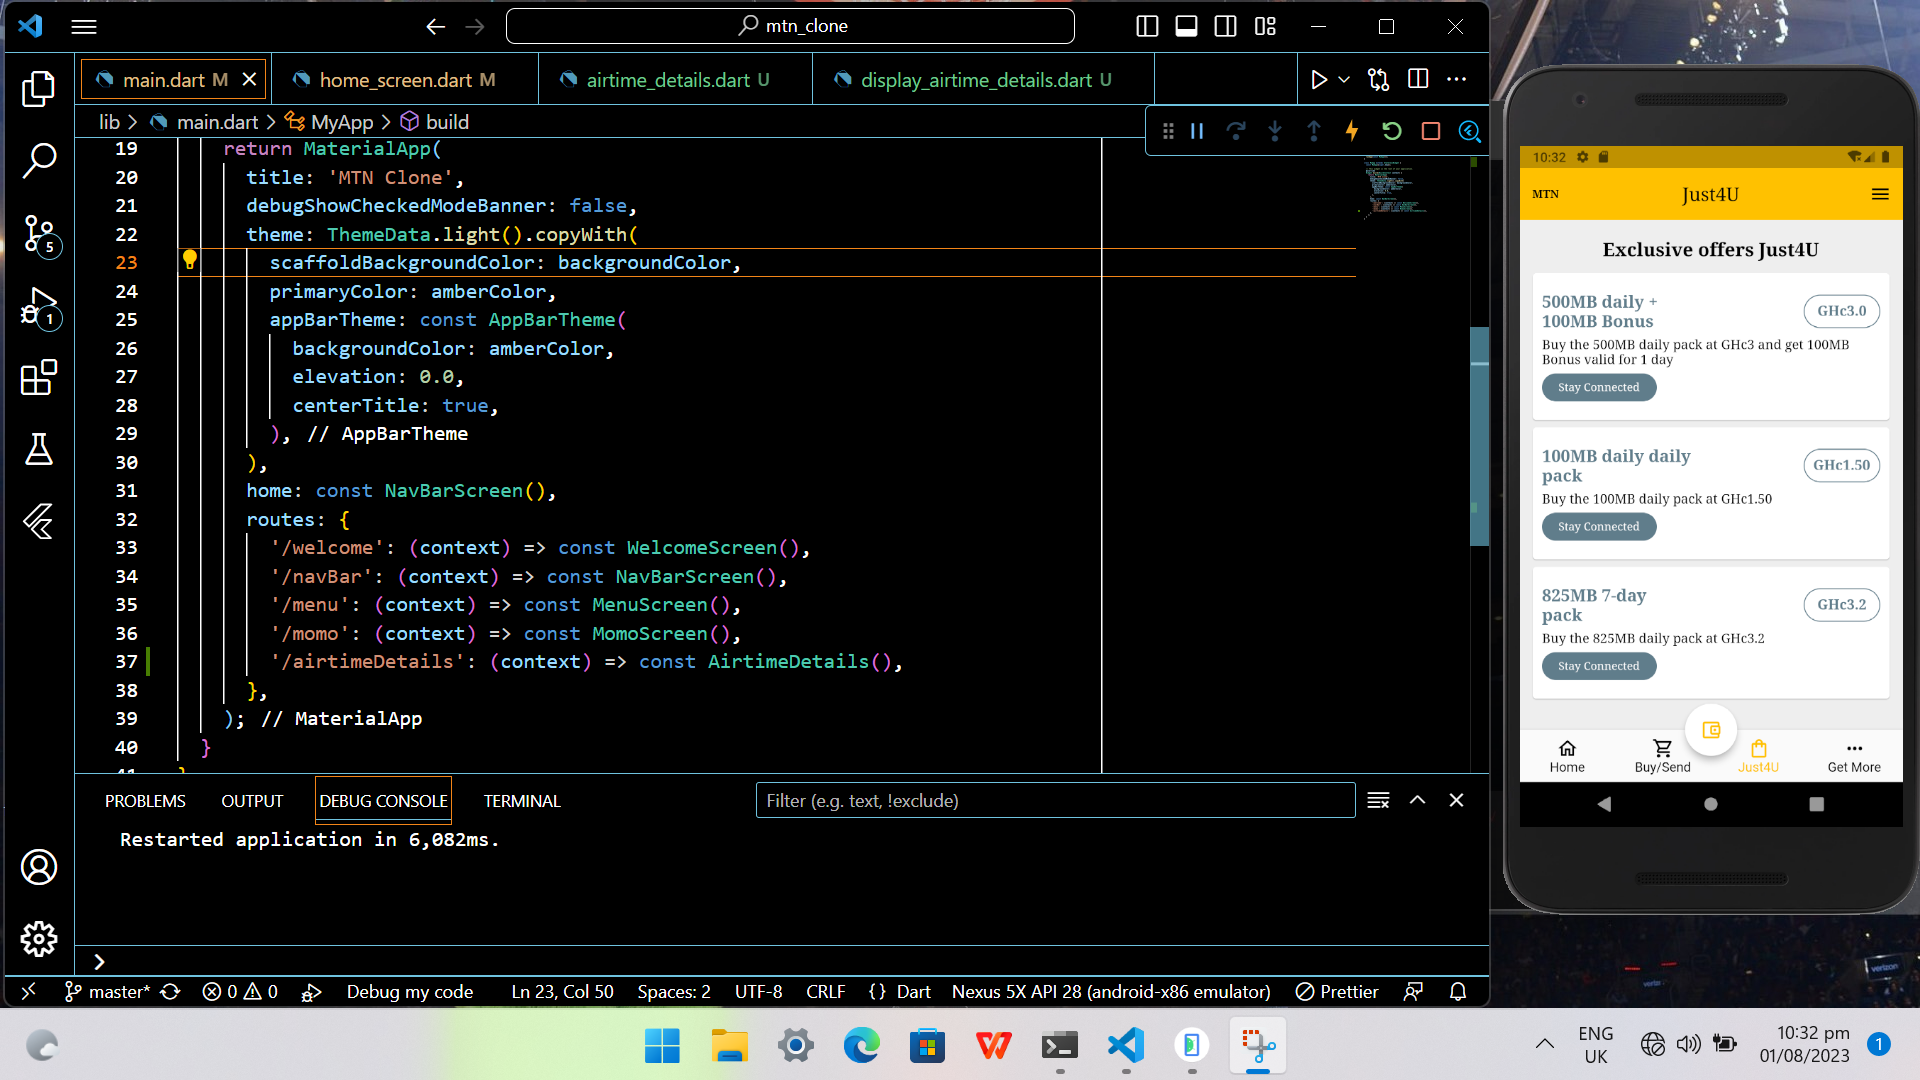 mtn_clone
main.dart M
home_screen.dart M
airtime_details.dart U
display_airtime_details.dart U
lib > main.dart > MyApp > build
19 return MaterialApp(
20 title: 'MTN Clone',
21 debugShowCheckedModeBanner: false,
22 theme: ThemeData.light().copyWith(
23 scaffoldBackgroundColor: backgroundColor,
24 primaryColor: amberColor,
25 appBarTheme: const AppBarTheme(
26 backgroundColor: amberColor,
27 elevation: 0.0,
28 centerTitle: true,
29 ), // AppBarTheme
30 ),
31 home: const NavBarScreen(),
32 routes: {
33 '/welcome': (context) => const WelcomeScreen(),
34 '/navBar': (context) => const NavBarScreen(),
35 '/menu': (context) => const MenuScreen(),
36 '/momo': (context) => const MomoScreen(),
37 '/airtimeDetails': (context) => const AirtimeDetails(),
38 },
39 ); // MaterialApp
40 }
5
1
PROBLEMS OUTPUT DEBUG CONSOLE TERMINAL
Filter (e.g. text, !exclude)
Restarted application in 6,082ms.
master* 0 0 Debug my code Ln 23, Col 50 Spaces: 2 UTF-8 CRLF {} Dart Nexus 5X API 28 (android-x86 emulator) Prettier
10:32
MTN Just4U
Exclusive offers Just4U
500MB daily +
100MB Bonus
GHc3.0
Buy the 500MB daily pack at GHc3 and get 100MB
Bonus valid for 1 day
Stay Connected
100MB daily daily
pack
GHc1.50
Buy the 100MB daily pack at GHc1.50
Stay Connected
825MB 7-day
pack
GHc3.2
Buy the 825MB daily pack at GHc3.2
Stay Connected
Home Buy/Send Just4U Get More
verizon
ENG
UK
10:32 pm
01/08/2023
1